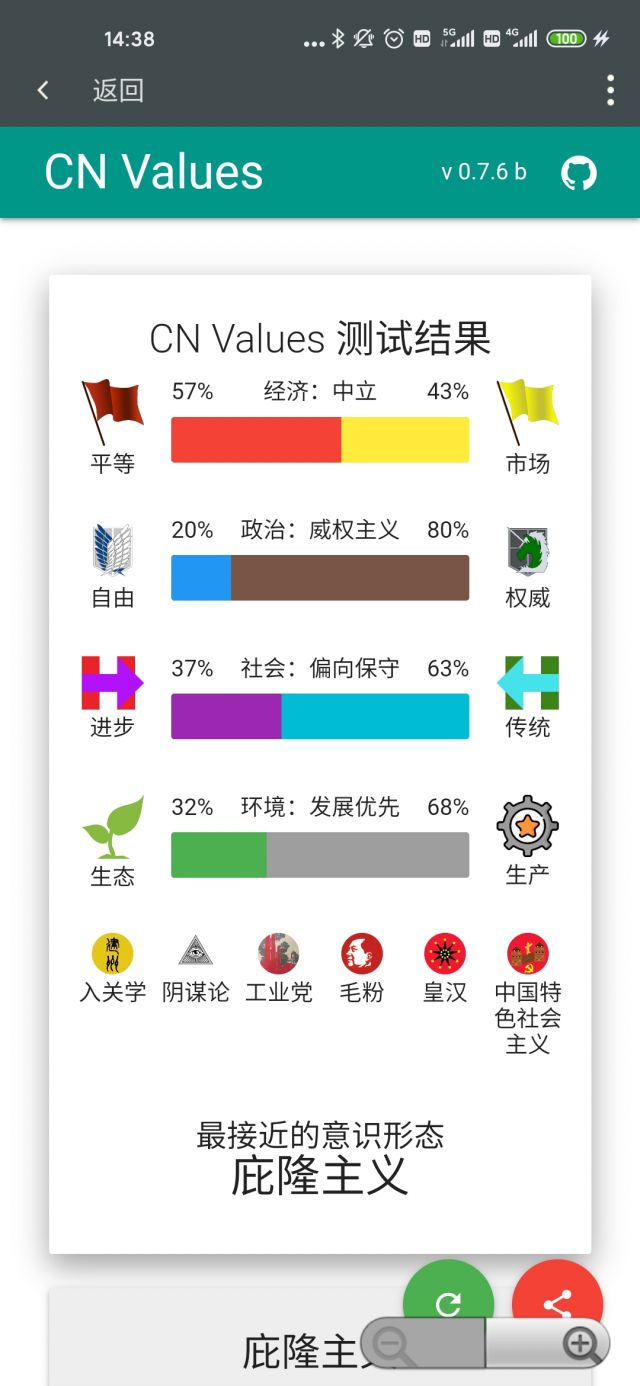 14:38
HD 5G HD 4G 100
返回
CN Values
v 0.7.6 b
CN Values 测试结果
57% 经济：中立 43%
平等 市场
20% 政治：威权主义 80%
自由 权威
37% 社会：偏向保守 63%
进步 传统
32% 环境：发展优先 68%
生态 生产
入关学 阴谋论 工业党 毛粉 皇汉 中国特
色社会
主义
最接近的意识形态
庇隆主义
庇隆主